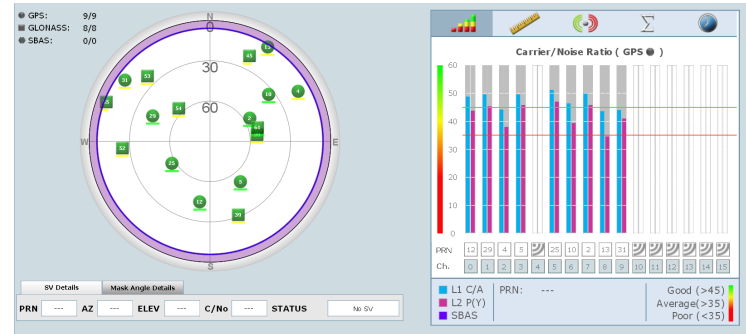 GPS: 9/9
GLONASS: 8/8
SBAS: 0/0
N
0
30
60
W
E
S
45
15
31
53
10
4
54
29
2
61
52
25
5
12
39
SV Details
Mask Angle Details
PRN --- AZ --- ELEV --- C/No --- STATUS No SV
Σ
Carrier/Noise Ratio ( GPS )
60
50
40
30
20
10
0
PRN 12 29 4 5 25 10 2 13 31
Ch. 0 1 2 3 4 5 6 7 8 9 10 11 12 13 14 15
L1 C/A
L2 P(Y)
SBAS
PRN: ---
Good (>45)
Average(>35)
Poor (<35)